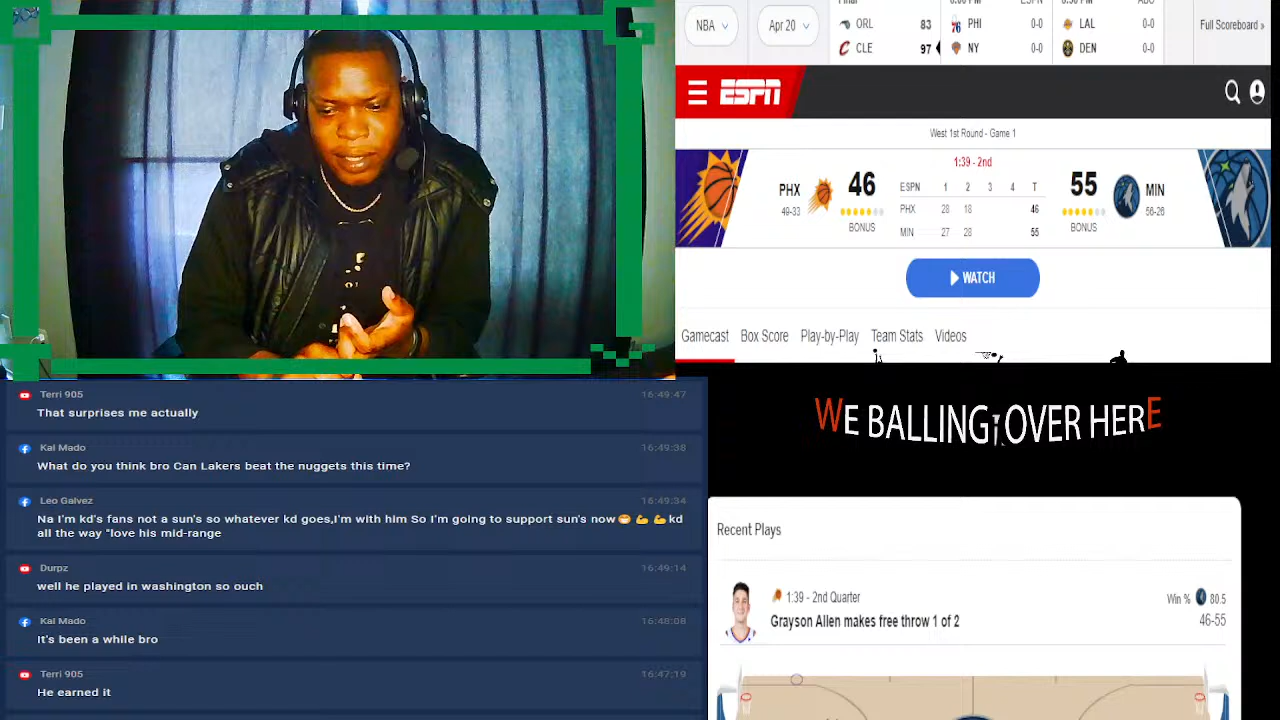 NBA
Apr 20
Final
ORL 83
CLE 97
ESPN
PHI 0-0
NY 0-0
LAL 0-0
DEN 0-0
Full Scoreboard »
ESPN
West 1st Round - Game 1
1:39 - 2nd
PHX
49-33
46
BONUS
ESPN 1 2 3 4 T
PHX 28 18 46
MIN 27 28 55
55
BONUS
MIN
56-26
WATCH
Gamecast Box Score Play-by-Play Team Stats Videos
WE BALLING OVER HERE
Recent Plays
1:39 - 2nd Quarter
Grayson Allen makes free throw 1 of 2
Win % 80.5
46-55
Terri 905 16:49:47
That surprises me actually
Kal Mado 16:49:38
What do you think bro Can Lakers beat the nuggets this time?
Leo Galvez 16:49:34
Na I'm kd's fans not a sun's so whatever kd goes,I'm with him So I'm going to support sun's now😁 💪 💪kd
all the way "love his mid-range
Durpz 16:49:14
well he played in washington so ouch
Kal Mado 16:48:08
It's been a while bro
Terri 905 16:47:19
He earned it